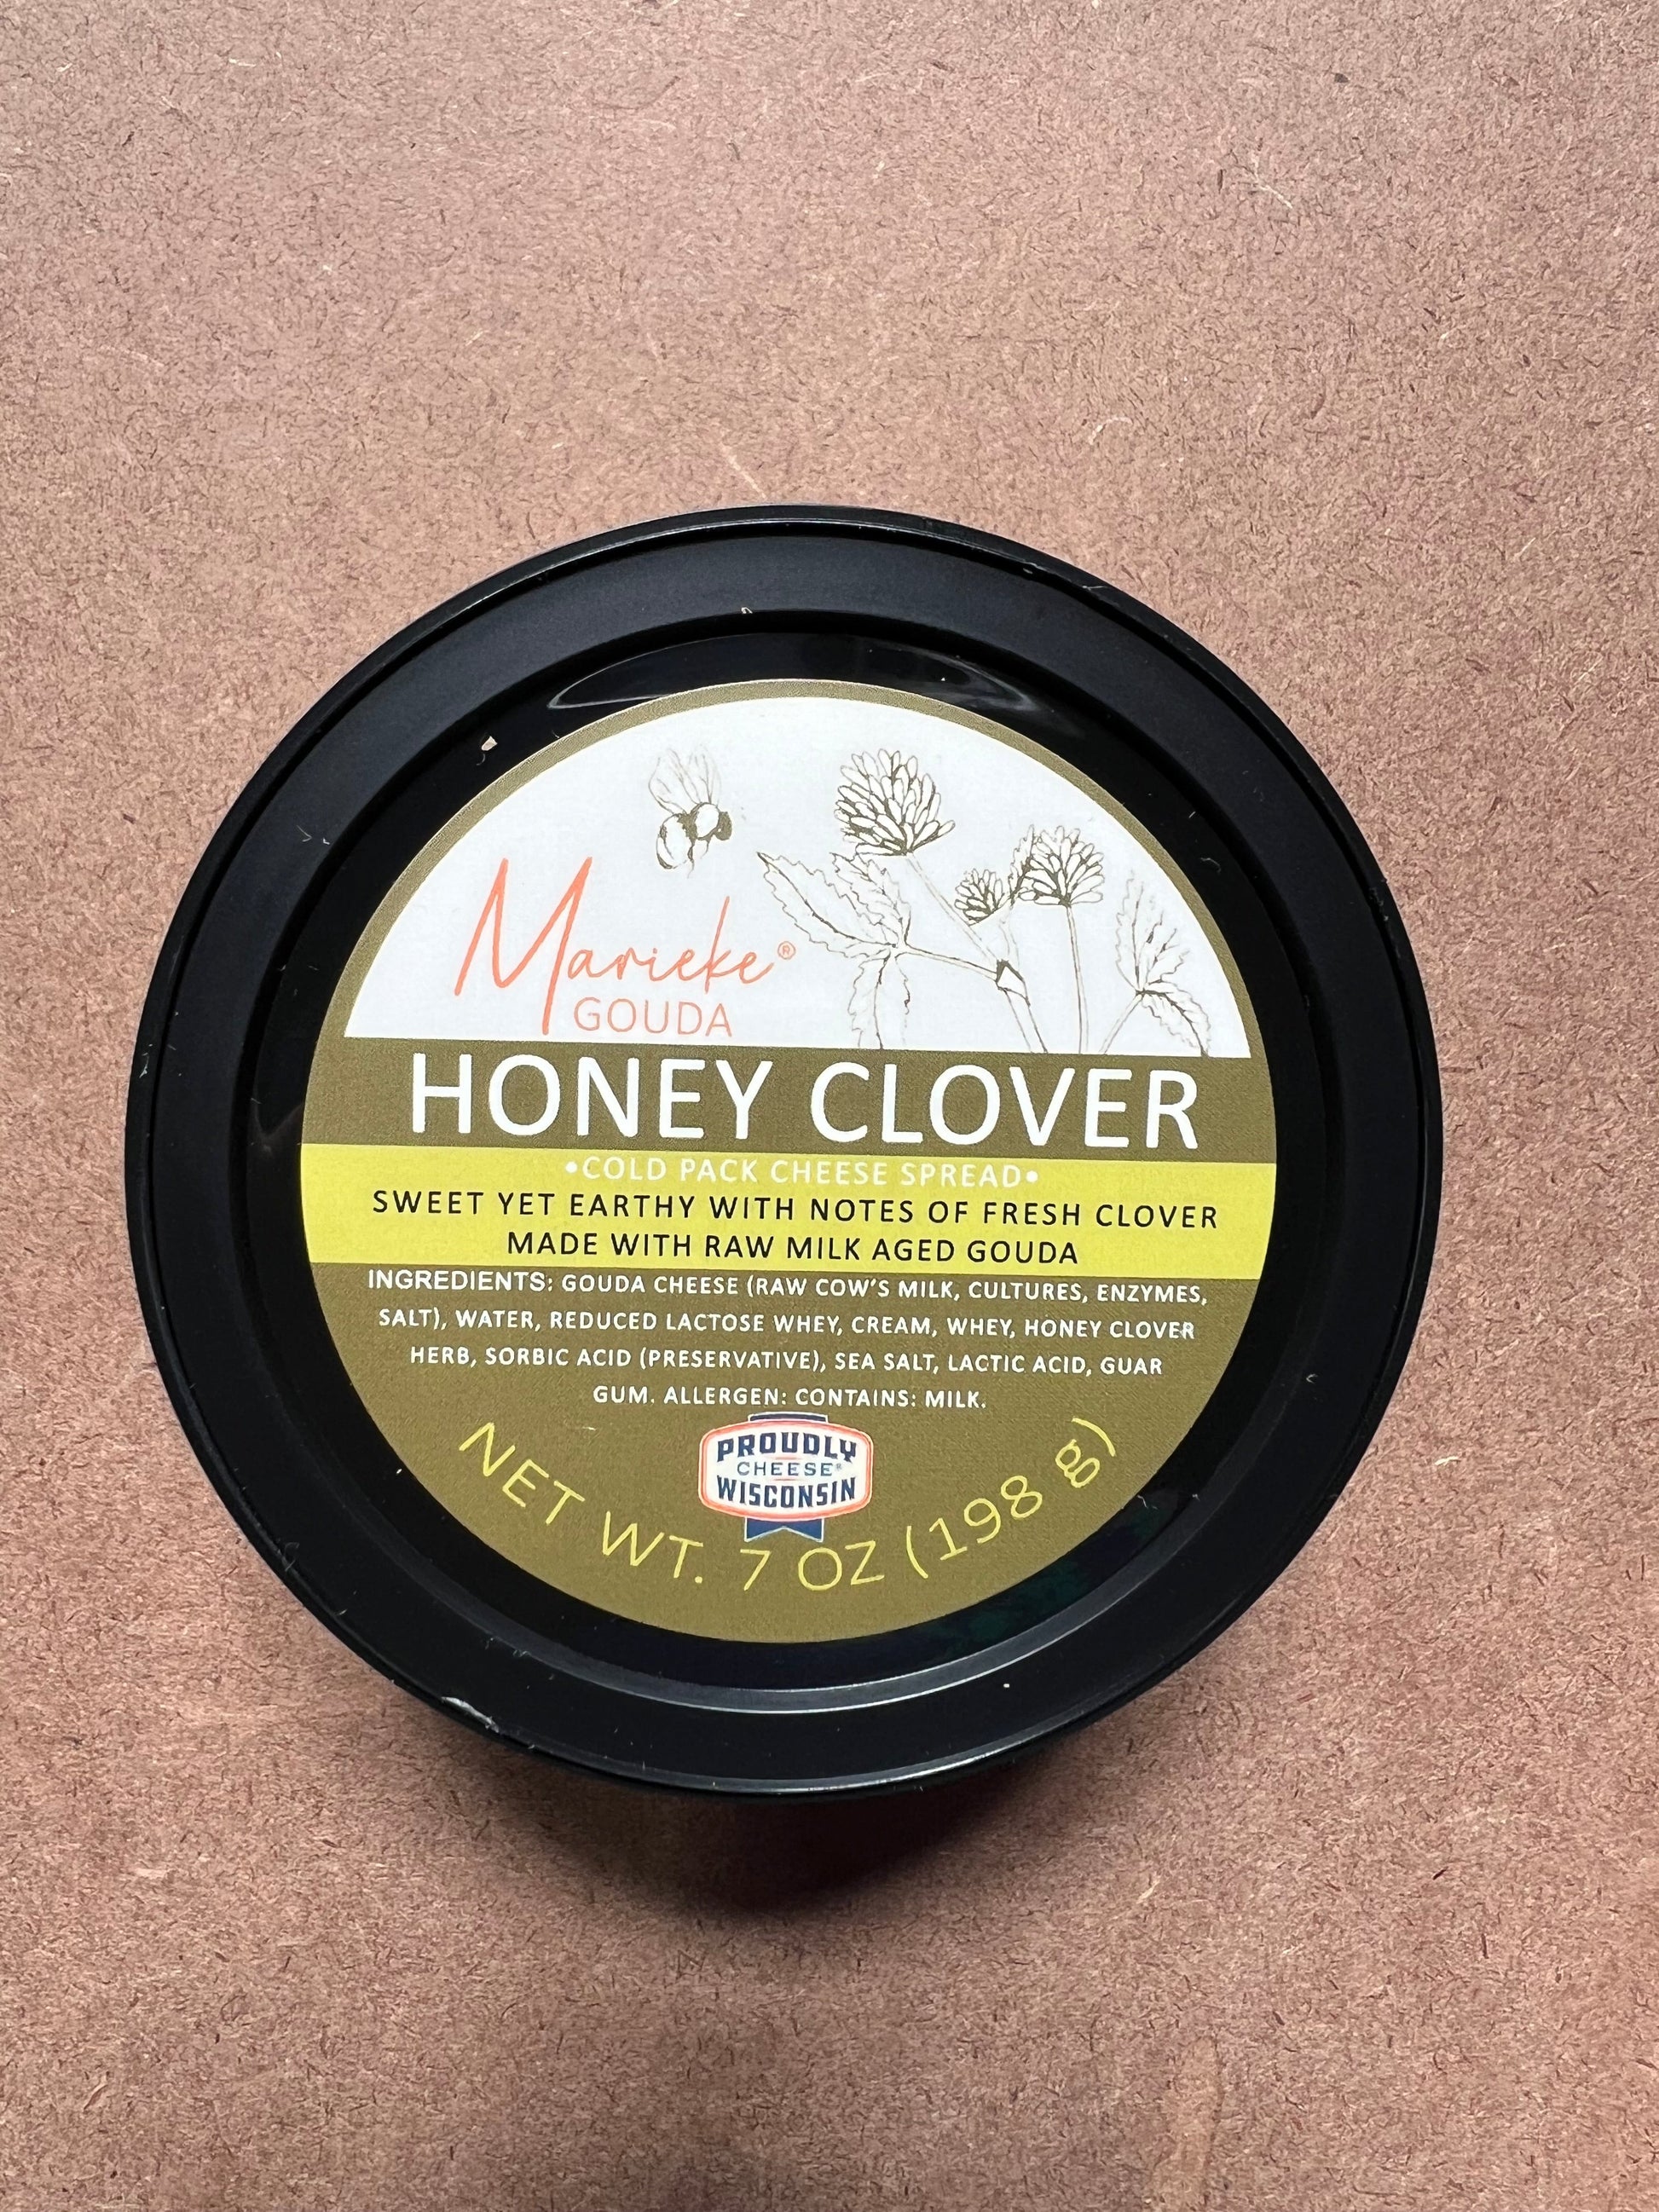 Marieke®
GOUDA
HONEY CLOVER
•COLD PACK CHEESE SPREAD•
SWEET YET EARTHY WITH NOTES OF FRESH CLOVER
MADE WITH RAW MILK AGED GOUDA
INGREDIENTS: GOUDA CHEESE (RAW COW'S MILK, CULTURES, ENZYMES,
SALT), WATER, REDUCED LACTOSE WHEY, CREAM, WHEY, HONEY CLOVER
HERB, SORBIC ACID (PRESERVATIVE), SEA SALT, LACTIC ACID, GUAR
GUM. ALLERGEN: CONTAINS: MILK.
PROUDLY
CHEESE®
WISCONSIN
NET WT. 7 OZ (198 g)